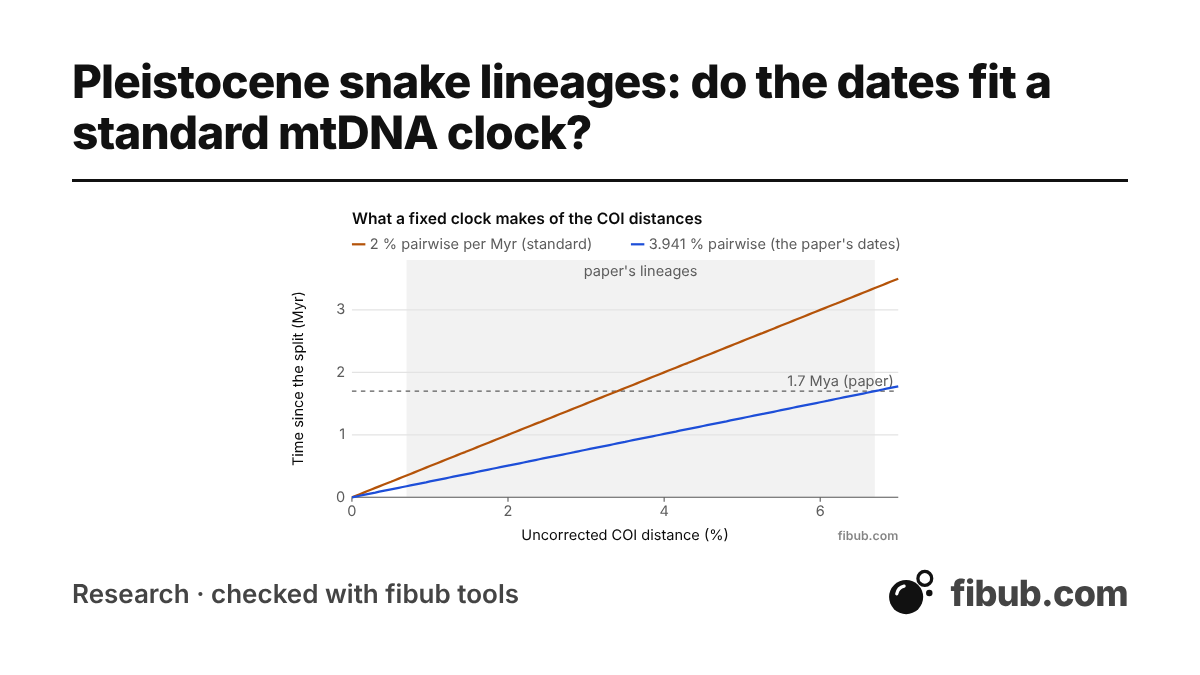 Pleistocene snake lineages: do the dates fit a
standard mtDNA clock?
What a fixed clock makes of the COI distances
2 % pairwise per Myr (standard)
3.941 % pairwise (the paper's dates)
paper's lineages
Time since the split (Myr)
3
2
1.7 Mya (paper)
1
0
0
2
4
6
Uncorrected COI distance (%)
fibub.com
Research · checked with fibub tools
fibub.com